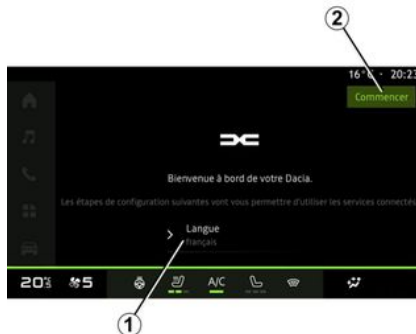 2
16°C - 20:23
Commencer
Bienvenue à bord de votre Dacia.
Les étapes de configuration suivantes vont vous permettre d'utiliser les services connectés
Langue
français
20 5 A/C
1